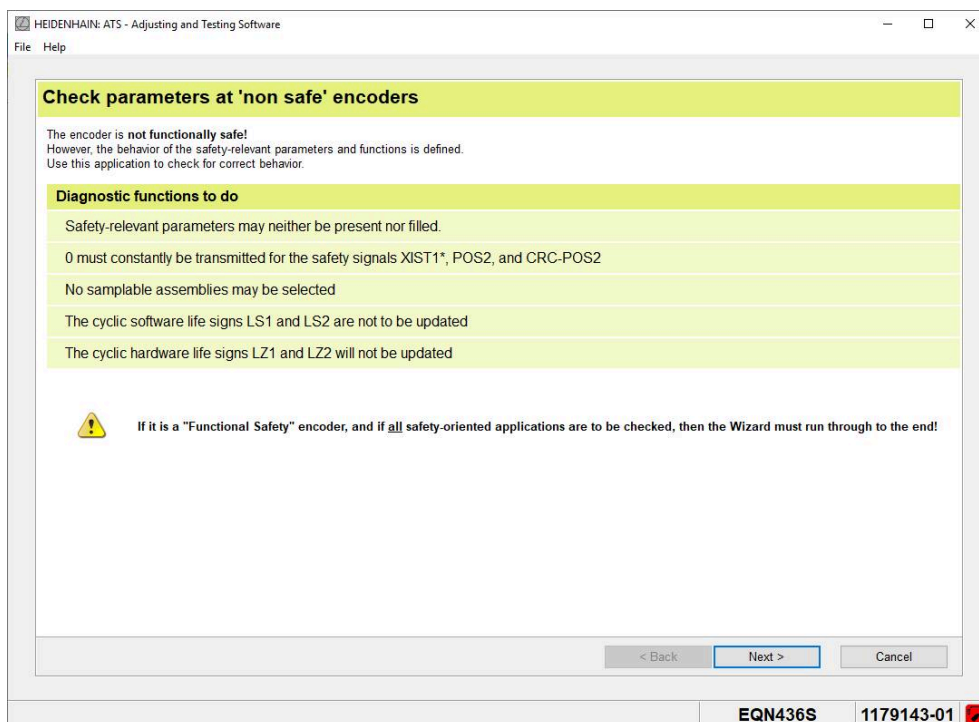 HEIDENHAIN: ATS - Adjusting and Testing Software
File Help
Check parameters at 'non safe' encoders
The encoder is not functionally safe!
However, the behavior of the safety-relevant parameters and functions is defined.
Use this application to check for correct behavior.
Diagnostic functions to do
Safety-relevant parameters may neither be present nor filled.
0 must constantly be transmitted for the safety signals XIST1*, POS2, and CRC-POS2
No samplable assemblies may be selected
The cyclic software life signs LS1 and LS2 are not to be updated
The cyclic hardware life signs LZ1 and LZ2 will not be updated
If it is a "Functional Safety" encoder, and if all safety-oriented applications are to be checked, then the Wizard must run through to the end!
< Back Next > Cancel
EQN436S 1179143-01